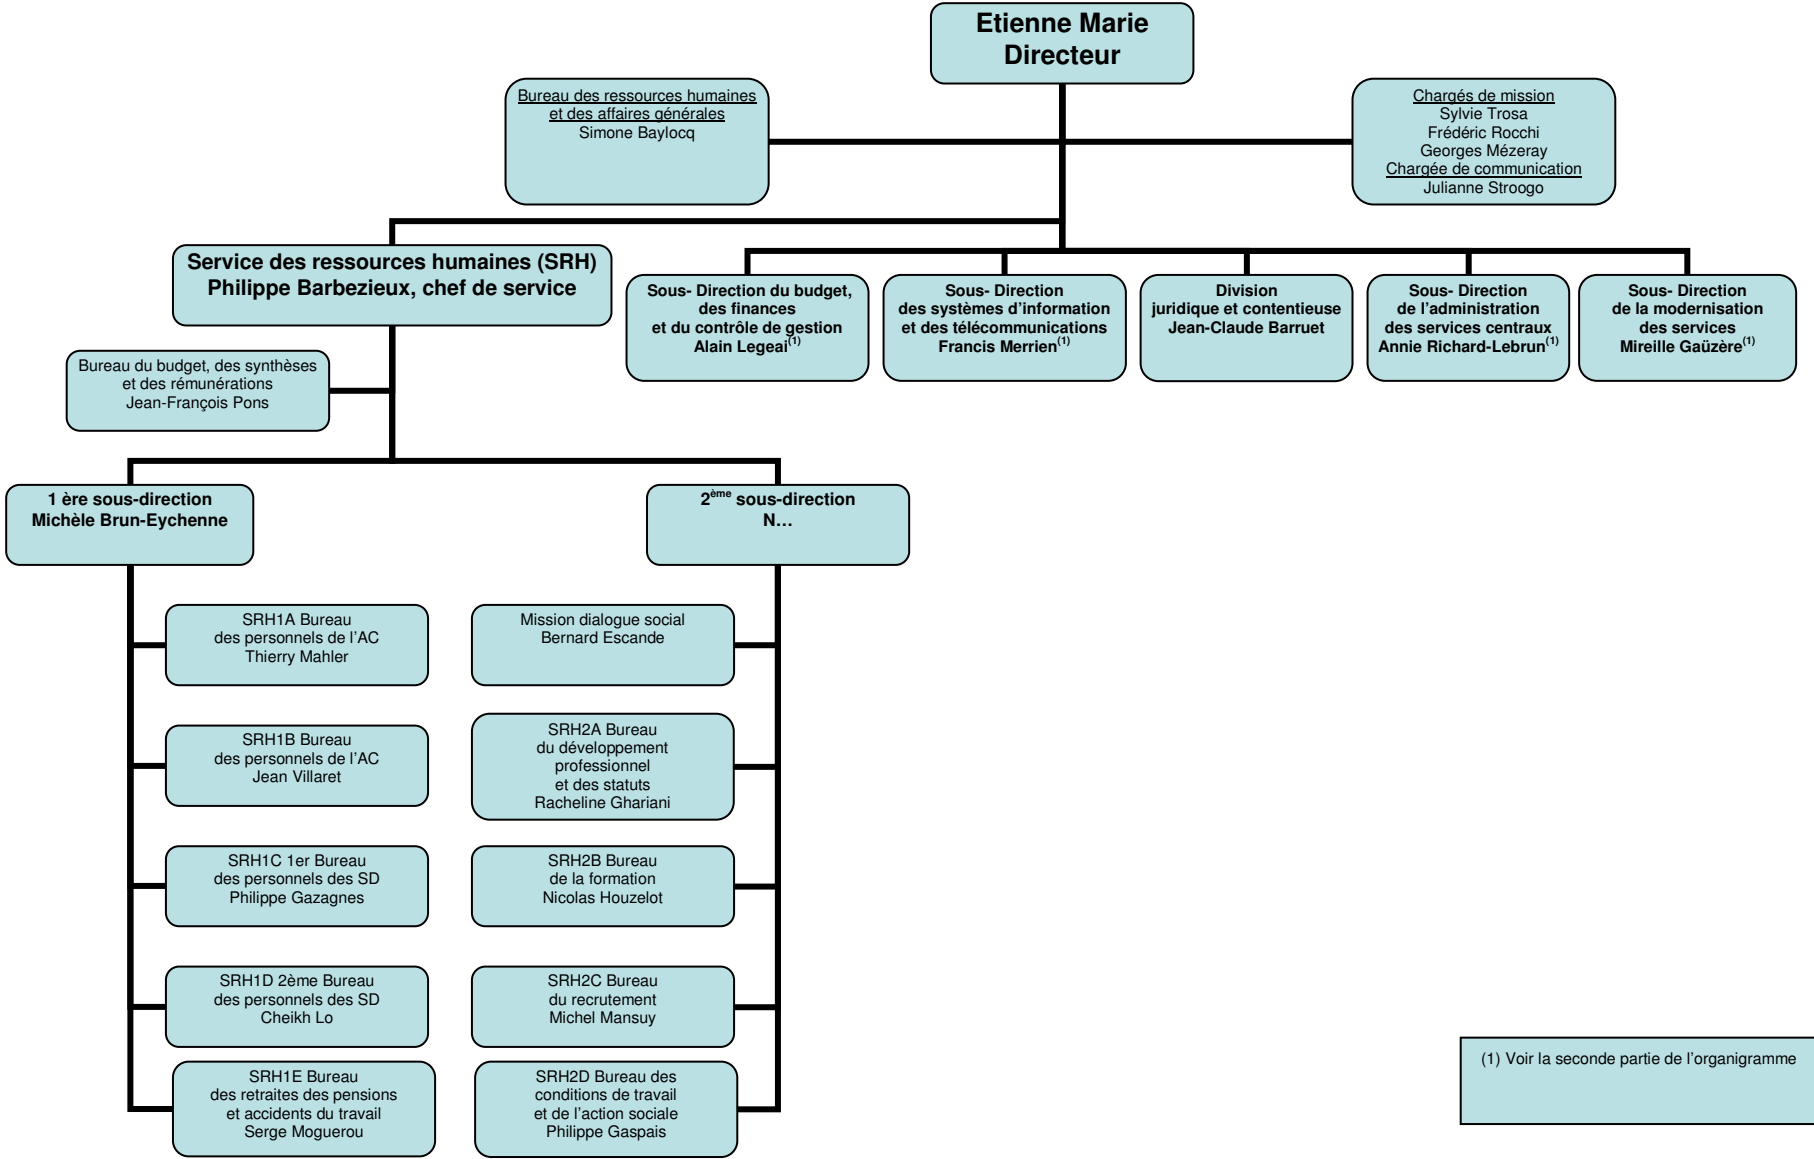 Etienne Marie
Directeur
Bureau des ressources humaines
et des affaires générales
Simone Baylocq
Chargés de mission
Sylvie Trosa
Frédéric Rocchi
Georges Mézeray
Chargée de communication
Julianne Stroogo
Service des ressources humaines (SRH)
Philippe Barbezieux, chef de service
Sous- Direction du budget,
des finances
et du contrôle de gestion
Alain Legeai(1)
Sous- Direction
des systèmes d'information
et des télécommunications
Francis Merrien(1)
Division
juridique et contentieuse
Jean-Claude Barruet
Sous- Direction
de l'administration
des services centraux
Annie Richard-Lebrun(1)
Sous- Direction
de la modernisation
des services
Mireille Gaüzère(1)
Bureau du budget, des synthèses
et des rémunérations
Jean-François Pons
1 ère sous-direction
Michèle Brun-Eychenne
2ème sous-direction
N…
SRH1A Bureau
des personnels de l'AC
Thierry Mahler
SRH1B Bureau
des personnels de l'AC
Jean Villaret
SRH1C 1er Bureau
des personnels des SD
Philippe Gazagnes
SRH1D 2ème Bureau
des personnels des SD
Cheikh Lo
SRH1E Bureau
des retraites des pensions
et accidents du travail
Serge Moguerou
Mission dialogue social
Bernard Escande
SRH2A Bureau
du développement
professionnel
et des statuts
Racheline Ghariani
SRH2B Bureau
de la formation
Nicolas Houzelot
SRH2C Bureau
du recrutement
Michel Mansuy
SRH2D Bureau des
conditions de travail
et de l'action sociale
Philippe Gaspais
(1) Voir la seconde partie de l'organigramme